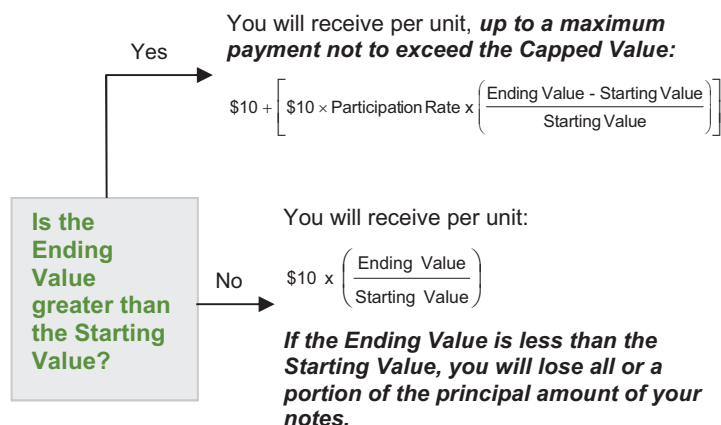 You will receive per unit, up to a maximum
payment not to exceed the Capped Value:
Yes
$10 + [ $10 × Participation Rate x ( Ending Value - Starting Value / Starting Value ) ]
Is the
Ending
Value
greater than
the Starting
Value?
No
You will receive per unit:
$10 x ( Ending Value / Starting Value )
If the Ending Value is less than the
Starting Value, you will lose all or a
portion of the principal amount of your
notes.